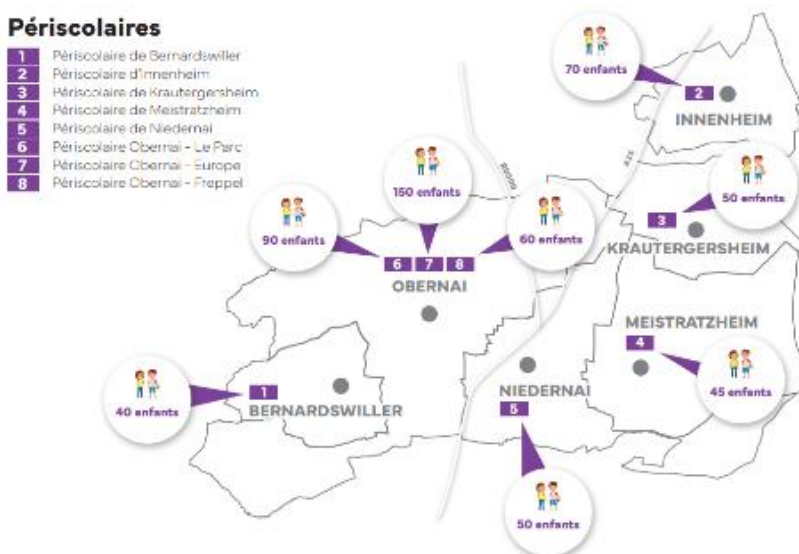 Périscolaires
1 Périscolaire de Bernardswiller
2 Périscolaire d'Innenheim
3 Périscolaire de Krautergersheim
4 Périscolaire de Meistratzheim
5 Périscolaire de Niedernai
6 Périscolaire Obernai - Le Parc
7 Périscolaire Obernai - Europe
8 Périscolaire Obernai - Freppel
70 enfants
2
INNENHEIM
150 enfants
50 enfants
3
90 enfants
60 enfants
KRAUTERGERSHEIM
6 7 8
OBERNAI
MEISTRATZHEIM
4
40 enfants
1
BERNARDSWILLER
NIEDERNAI
45 enfants
5
50 enfants